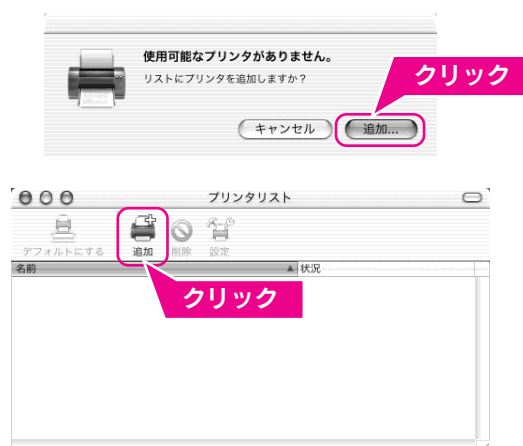 使用可能なプリンタがありません。
リストにプリンタを追加しますか？
クリック
キャンセル
追加...
プリンタリスト
デフォルトにする
追加
削除
設定
名前
状況
クリック